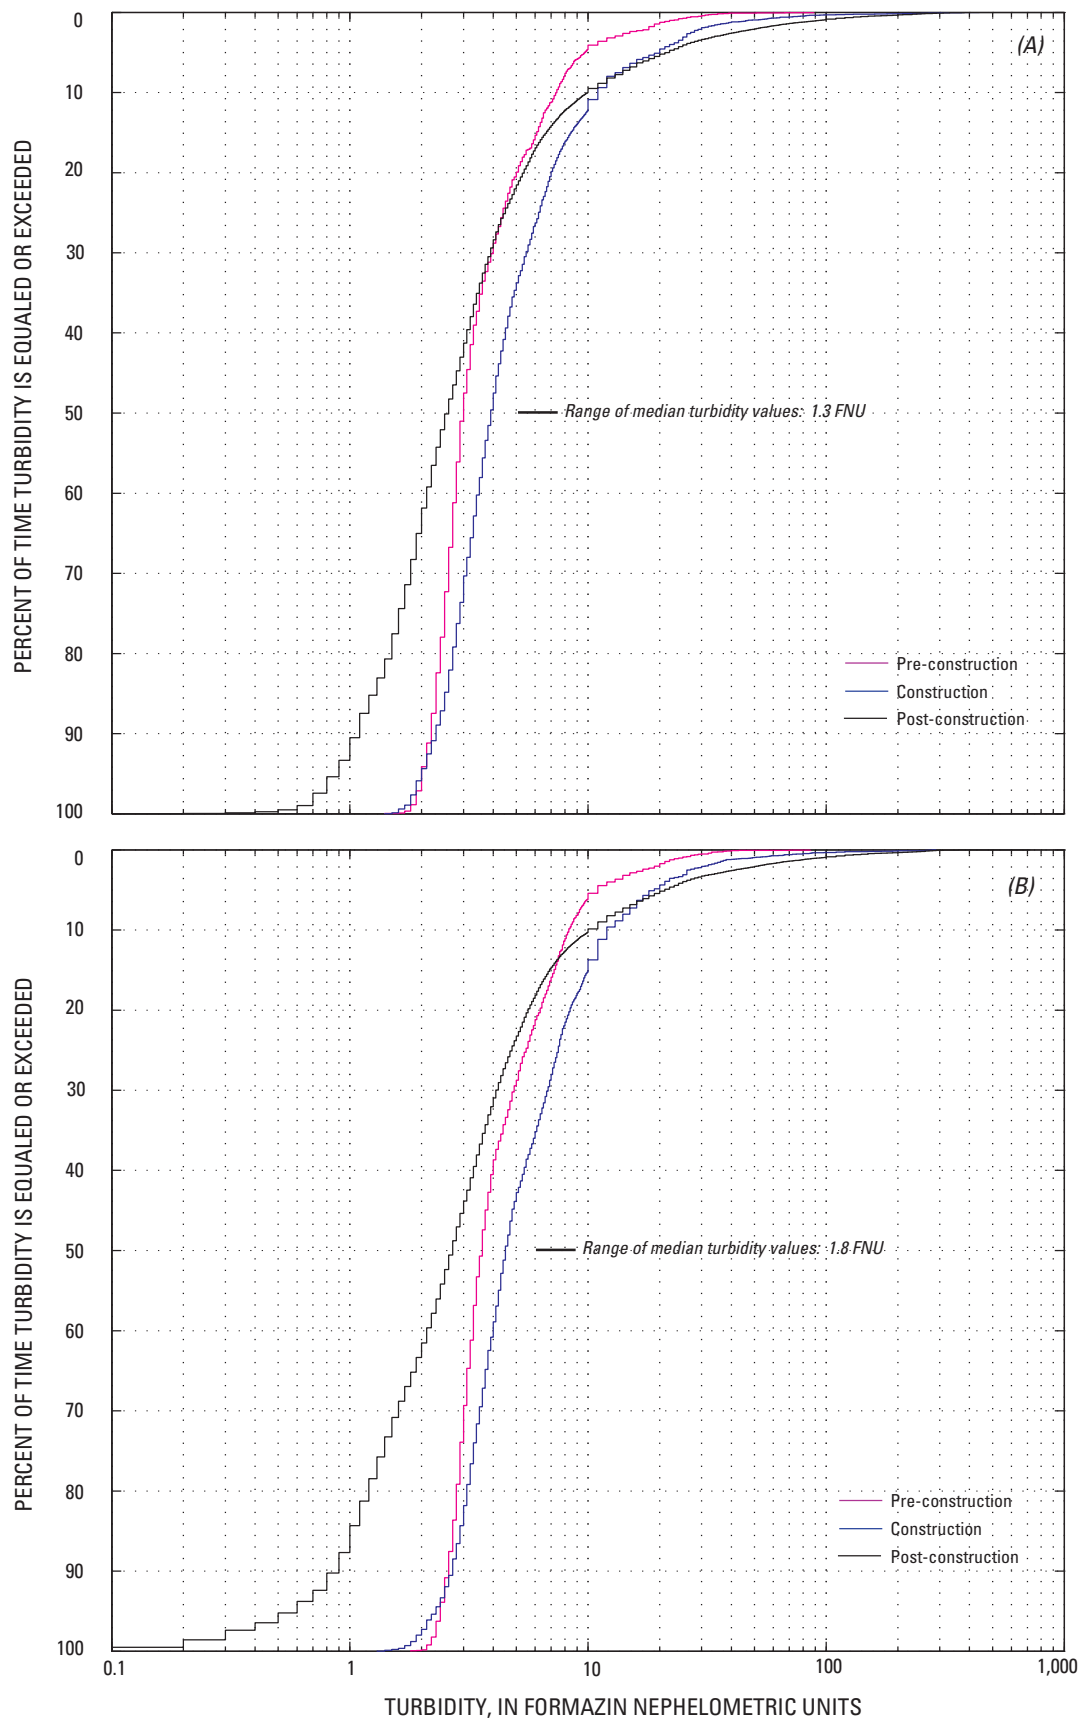 PERCENT OF TIME TURBIDITY IS EQUALED OR EXCEEDED
0
10
20
30
40
50
60
70
80
90
100
(A)
Range of median turbidity values: 1.3 FNU
Pre-construction
Construction
Post-construction
PERCENT OF TIME TURBIDITY IS EQUALED OR EXCEEDED
0
10
20
30
40
50
60
70
80
90
100
(B)
Range of median turbidity values: 1.8 FNU
Pre-construction
Construction
Post-construction
0.1 1 10 100 1,000
TURBIDITY, IN FORMAZIN NEPHELOMETRIC UNITS